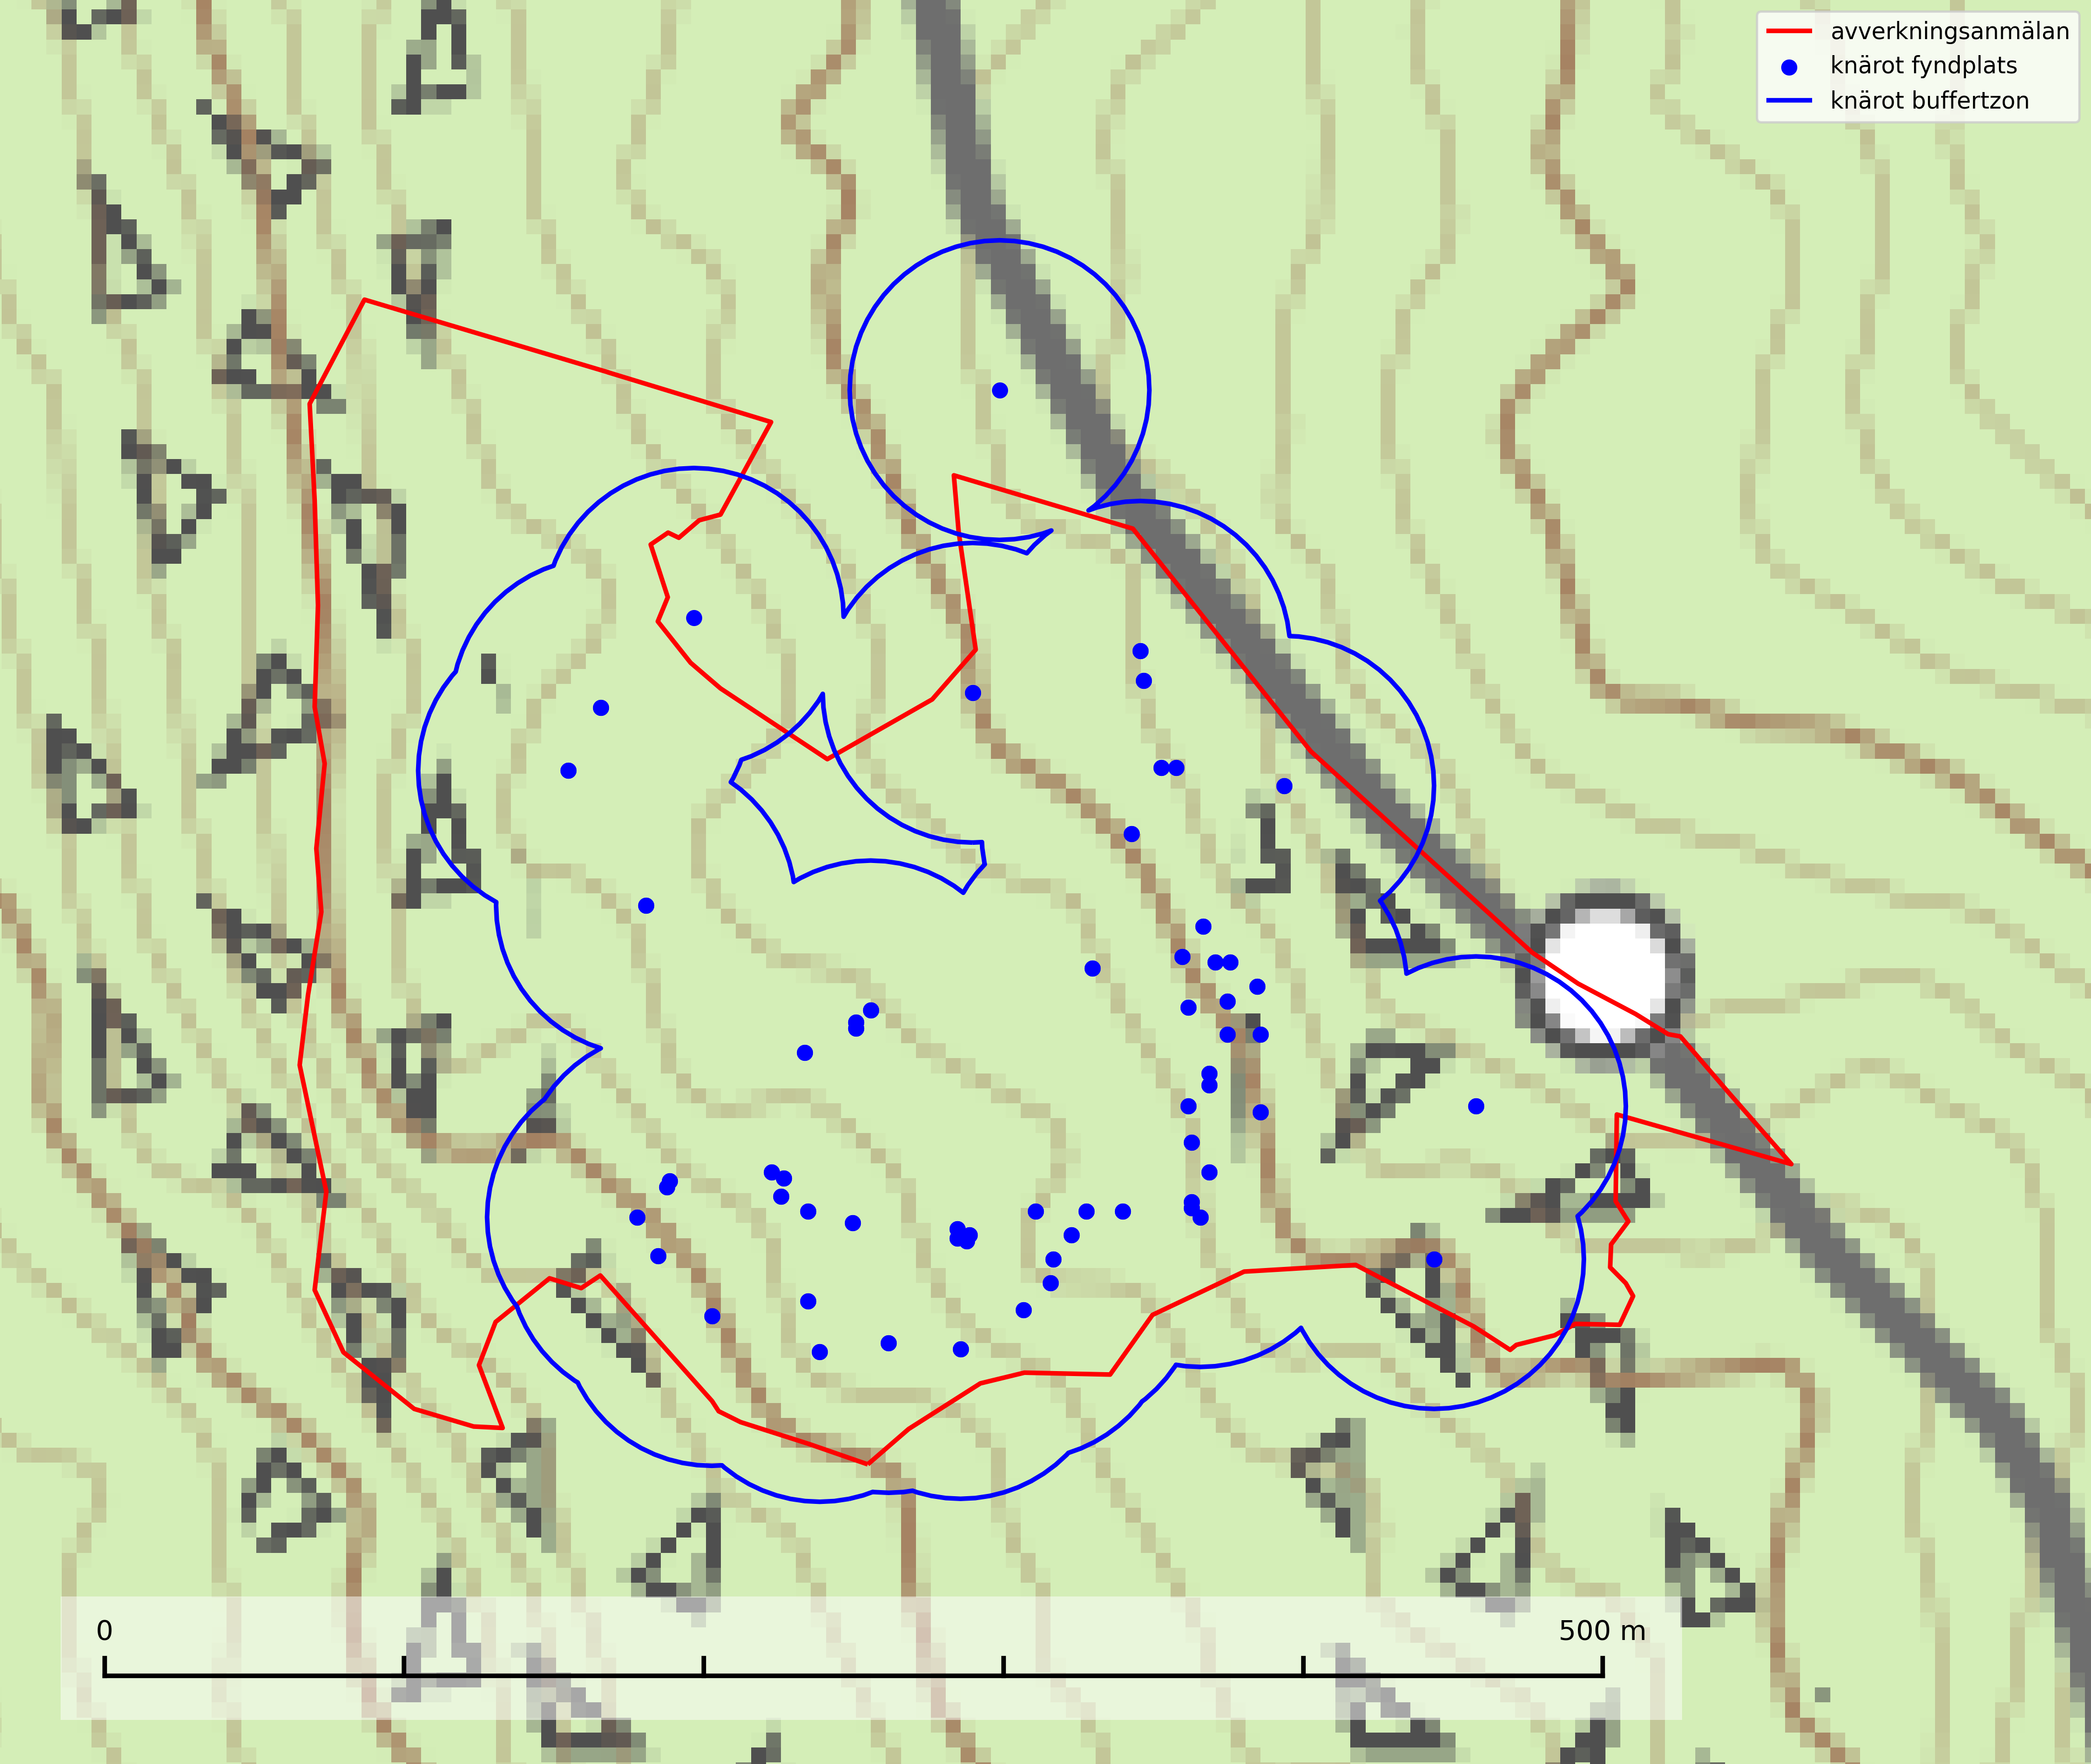 avverkningsanmälan
knärot fyndplats
knärot buffertzon
0
500 m